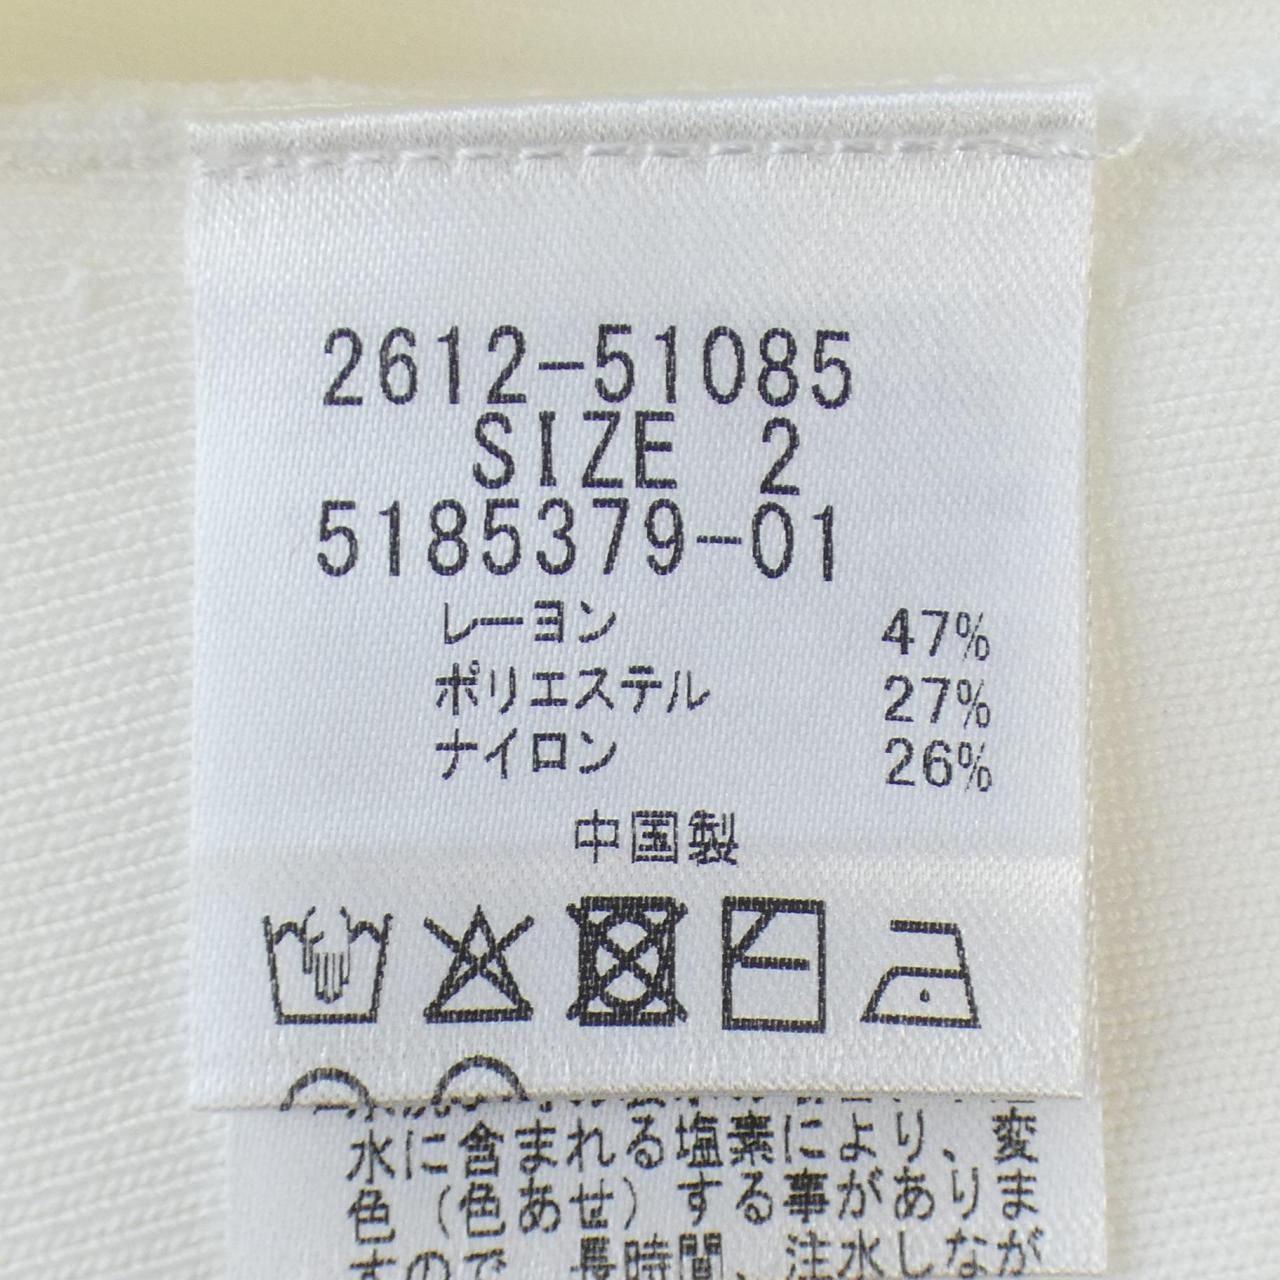 2612-51085
SIZE 2
5185379-01
レーヨン 47%
ポリエステル 27%
ナイロン 26%
中国製
水に含まれる塩素により、変
色（色あせ）する事がありま
すので、長時間、注水しなが